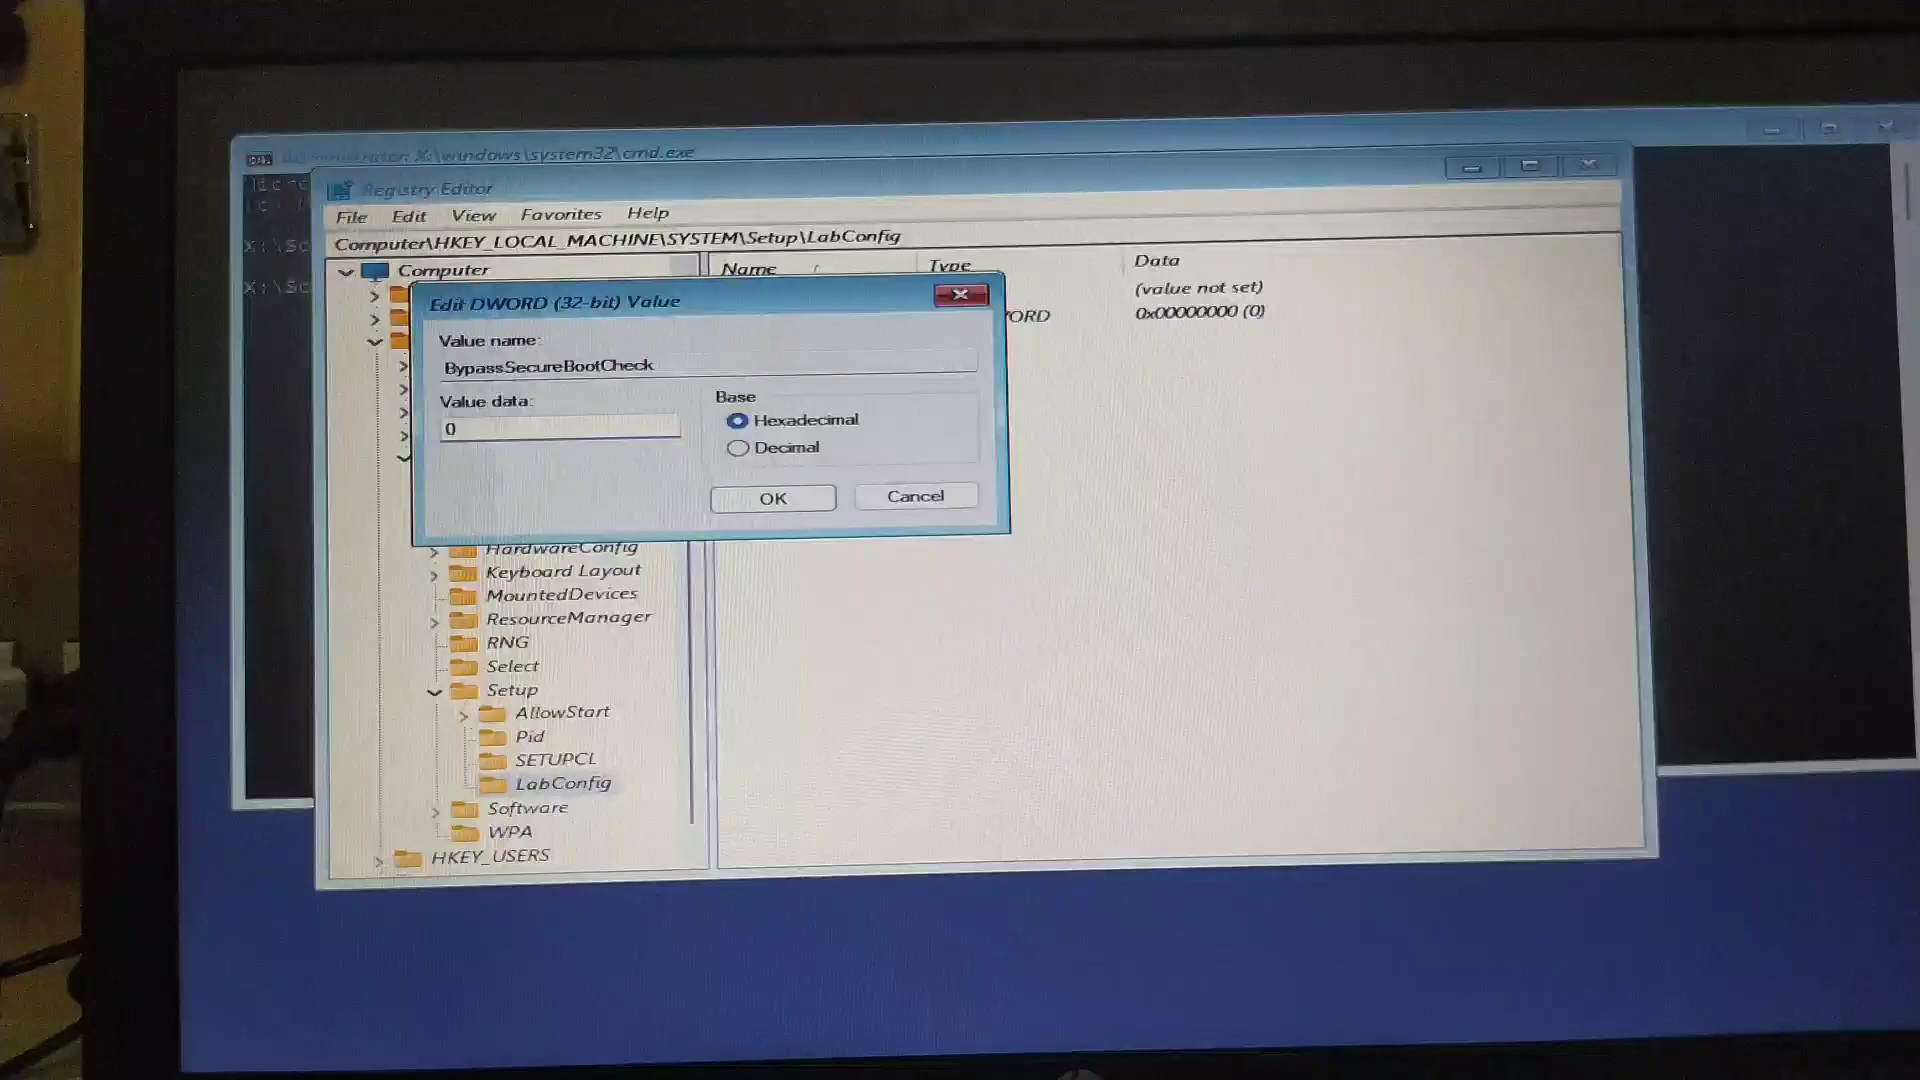 Administrator: X:\windows\system32\cmd.exe
Registry Editor
File Edit View Favorites Help
Computer\HKEY_LOCAL_MACHINE\SYSTEM\Setup\LabConfig
Computer
Name Type Data
(value not set)
0x00000000 (0)
Edit DWORD (32-bit) Value
Value name:
BypassSecureBootCheck
Value data:
0
Base
Hexadecimal
Decimal
OK Cancel
HardwareConfig
Keyboard Layout
MountedDevices
ResourceManager
RNG
Select
Setup
AllowStart
Pid
SETUPCL
LabConfig
Software
WPA
HKEY_USERS